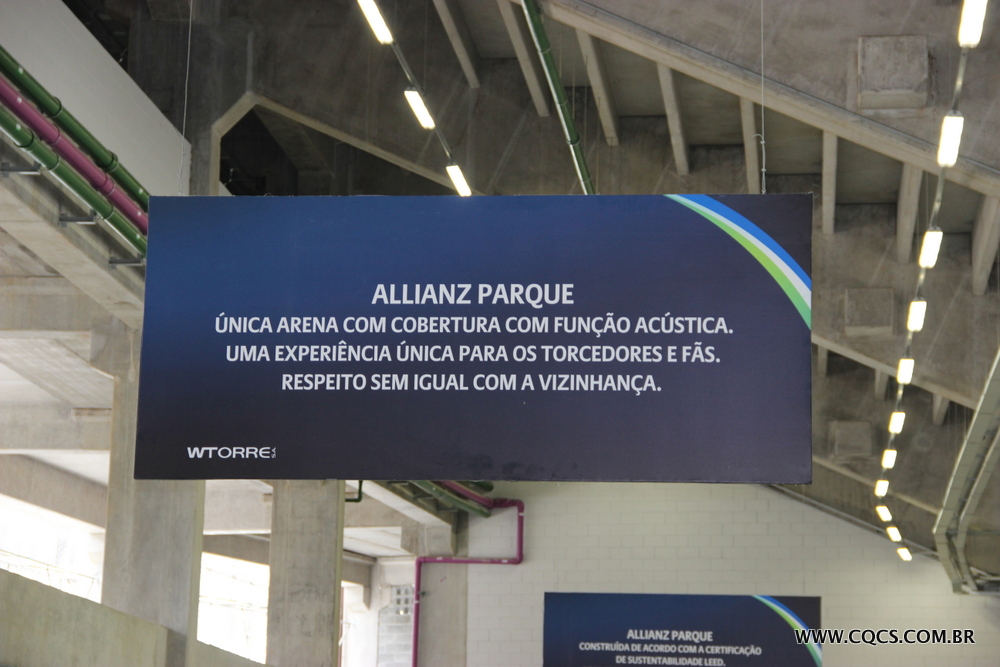 ALLIANZ PARQUE
ÚNICA ARENA COM COBERTURA COM FUNÇÃO ACÚSTICA.
UMA EXPERIÊNCIA ÚNICA PARA OS TORCEDORES E FÃS.
RESPEITO SEM IGUAL COM A VIZINHANÇA.
WTORRE S.A.
ALLIANZ PARQUE
CONSTRUÍDA DE ACORDO COM A CERTIFICAÇÃO
DE SUSTENTABILIDADE LEED.
WWW.CQCS.COM.BR